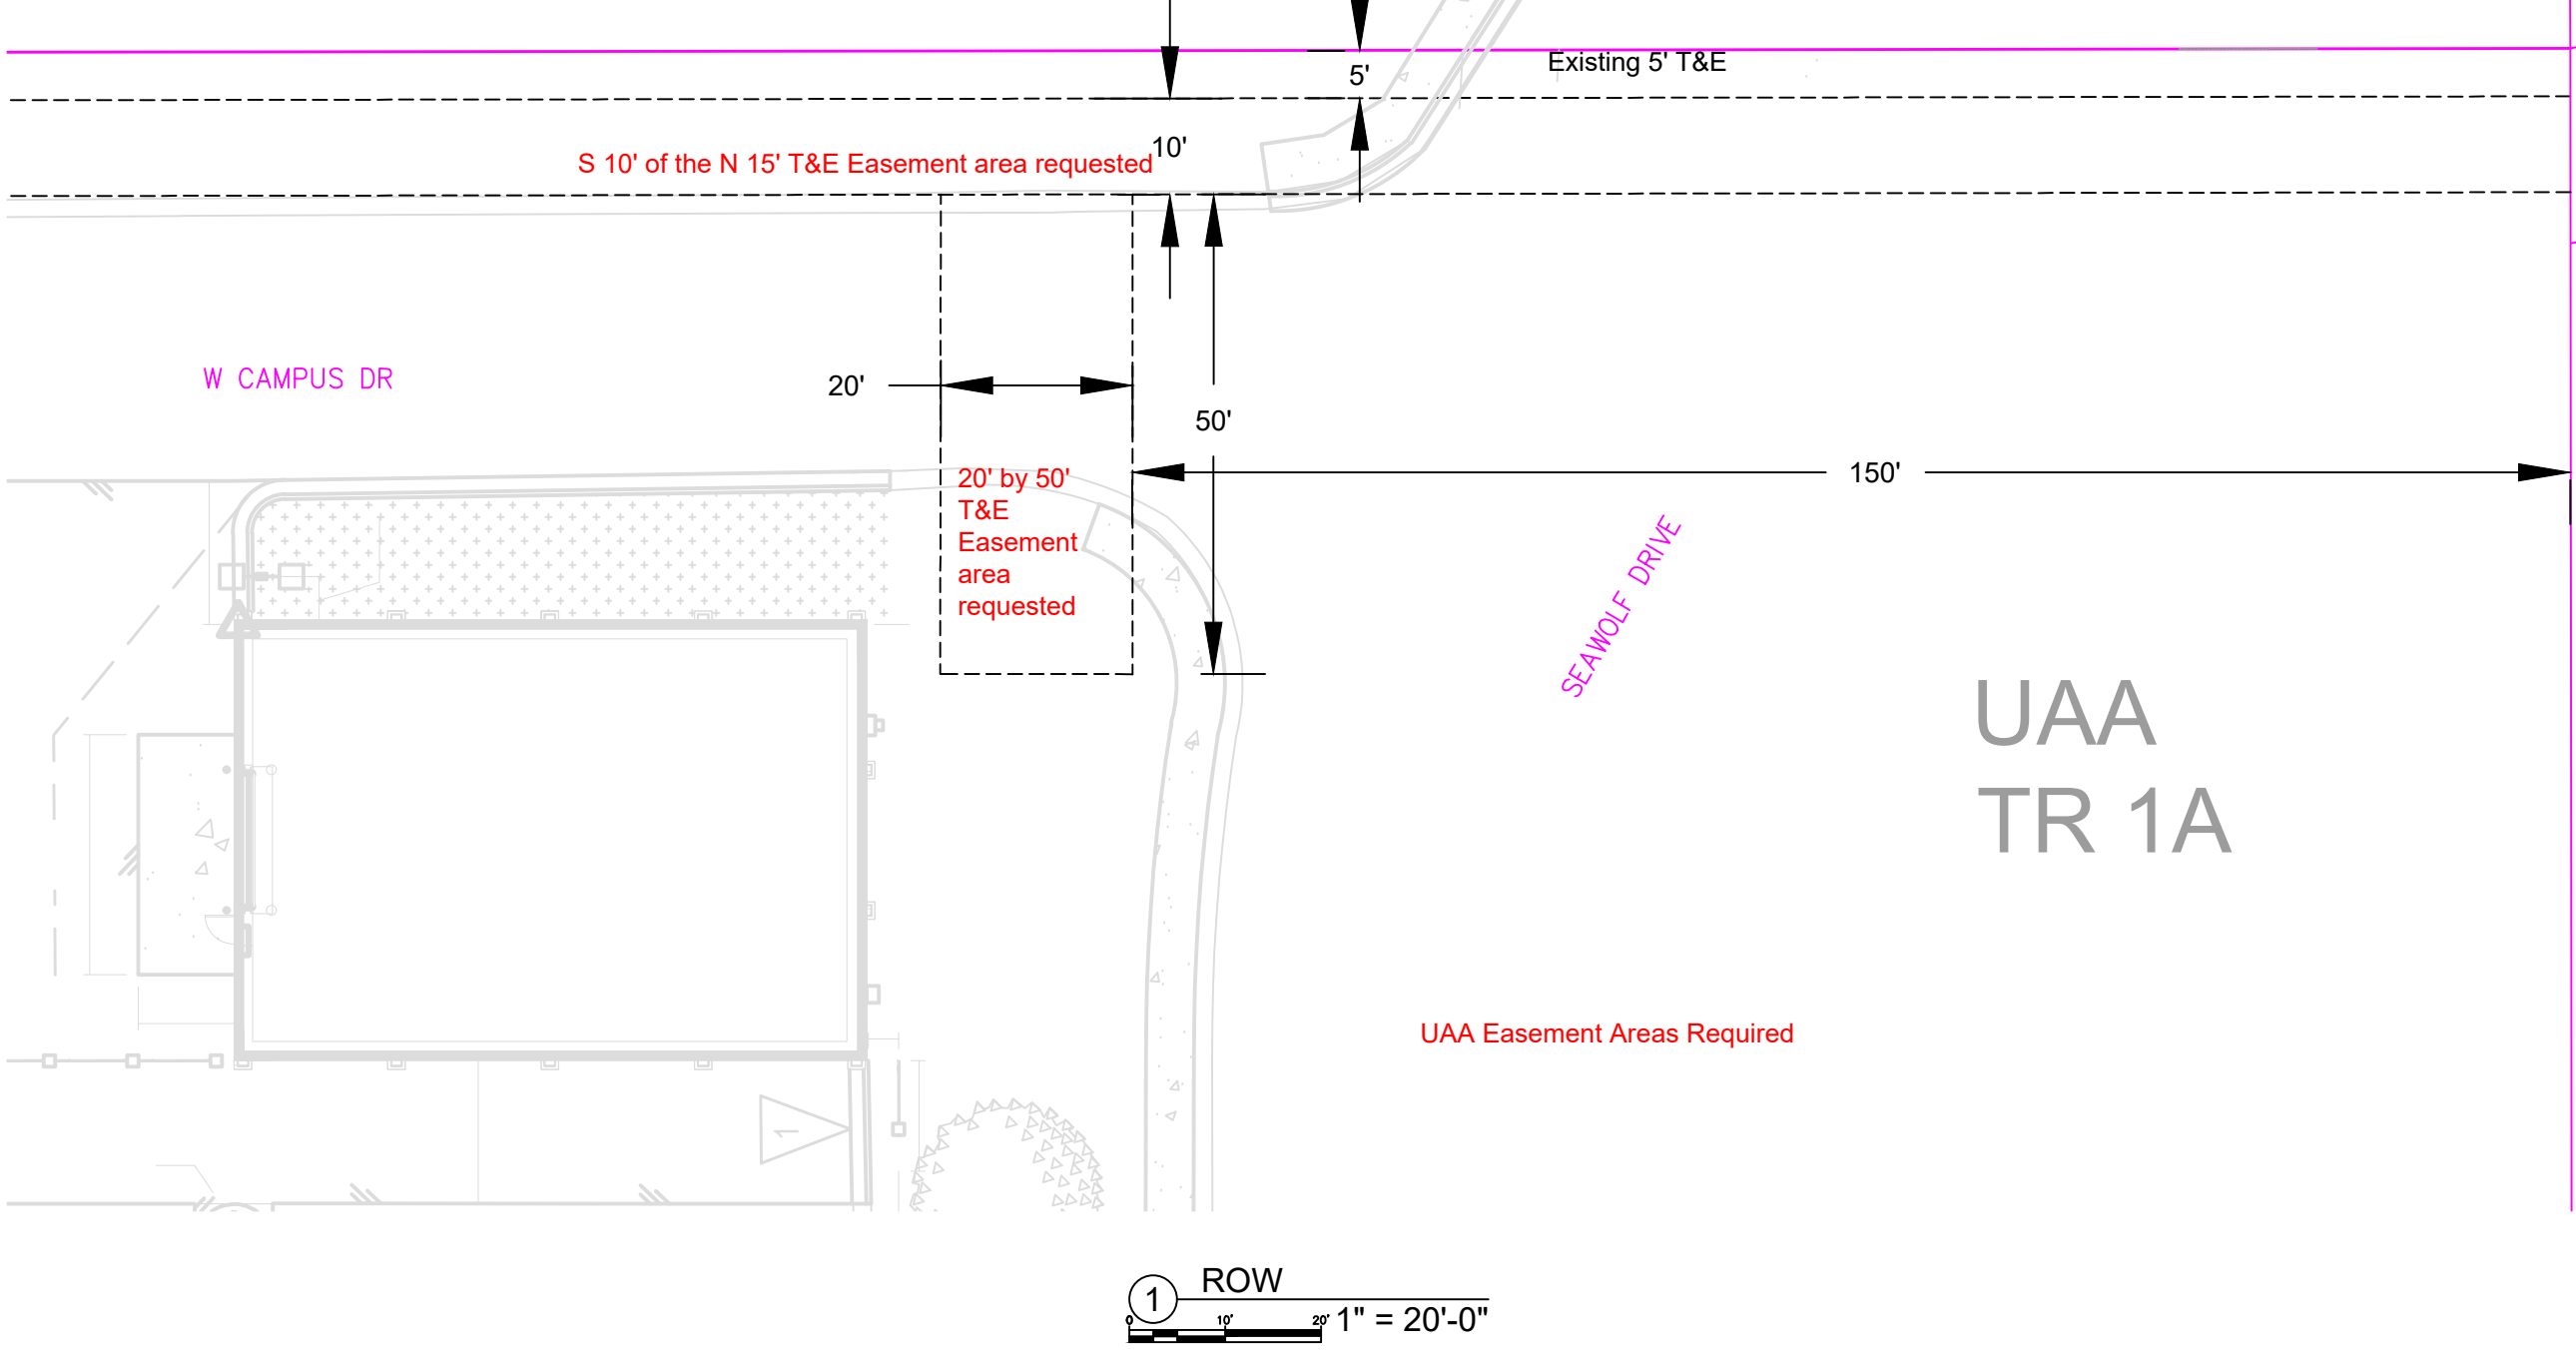 Existing 5' T&E
5'
10'
S 10' of the N 15' T&E Easement area requested
W CAMPUS DR
20'
50'
150'
20' by 50'
T&E
Easement
area
requested
SEAWOLF DRIVE
UAA
TR 1A
UAA Easement Areas Required
1
1
ROW
0 10' 20'
1" = 20'-0"